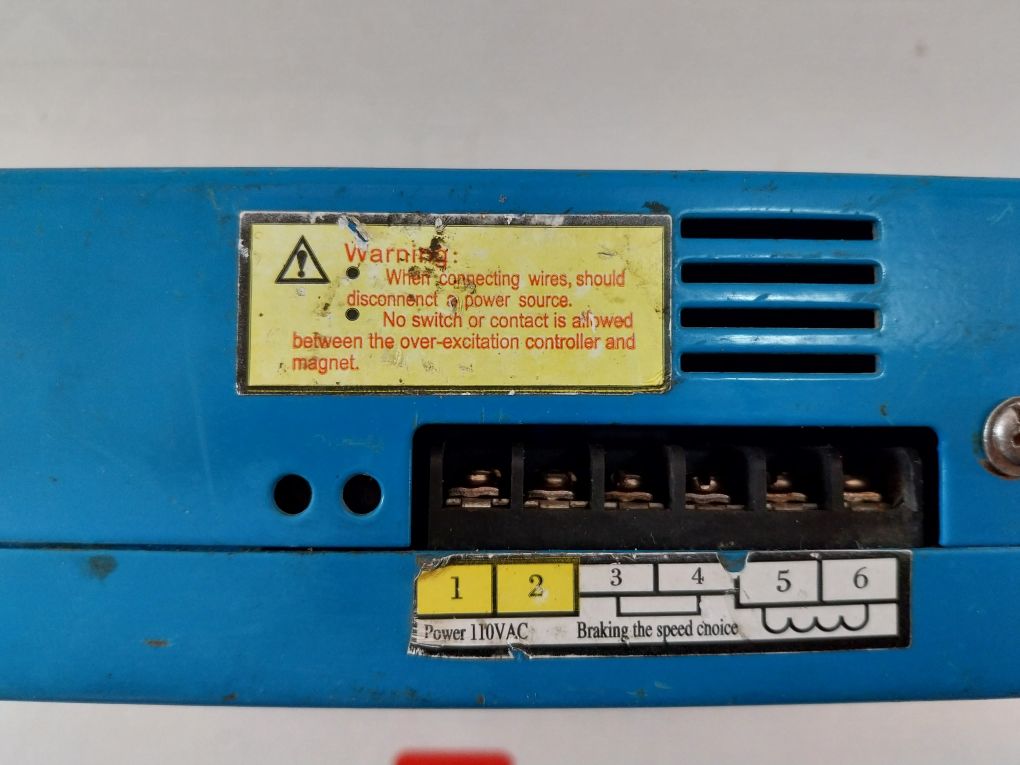 Warning:
When connecting wires, should
disconnenct a power source.
No switch or contact is allowed
between the over-excitation controller and
magnet.
1 2 3 4 5 6
Power 110VAC Braking the speed choice